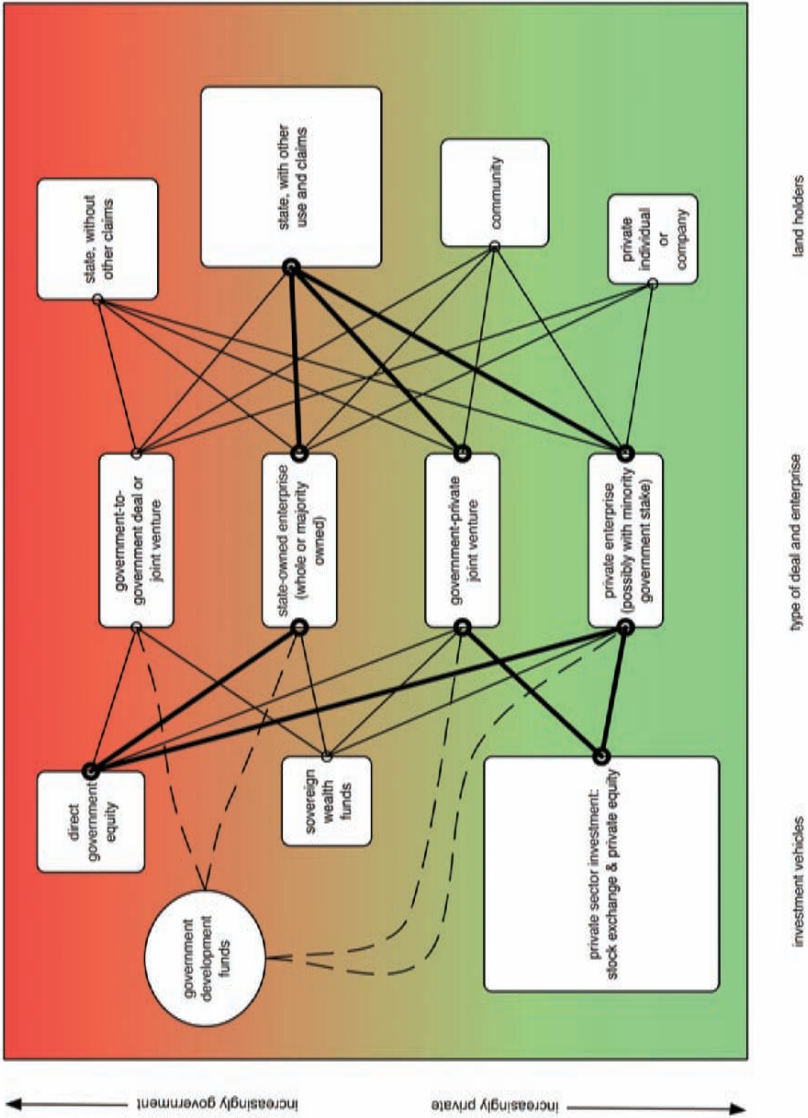 increasingly government
increasingly private
direct
government
equity
government
development
funds
sovereign
wealth
funds
private sector investment:
stock exchange & private equity
government-to-
government deal or
joint venture
state-owned enterprise
(whole or majority
owned)
government-private
joint venture
private enterprise
(possibly with minority
government stake)
state, without
other claims
state, with other
use and claims
community
private
individual
or
company
investment vehicles
type of deal and enterprise
land holders